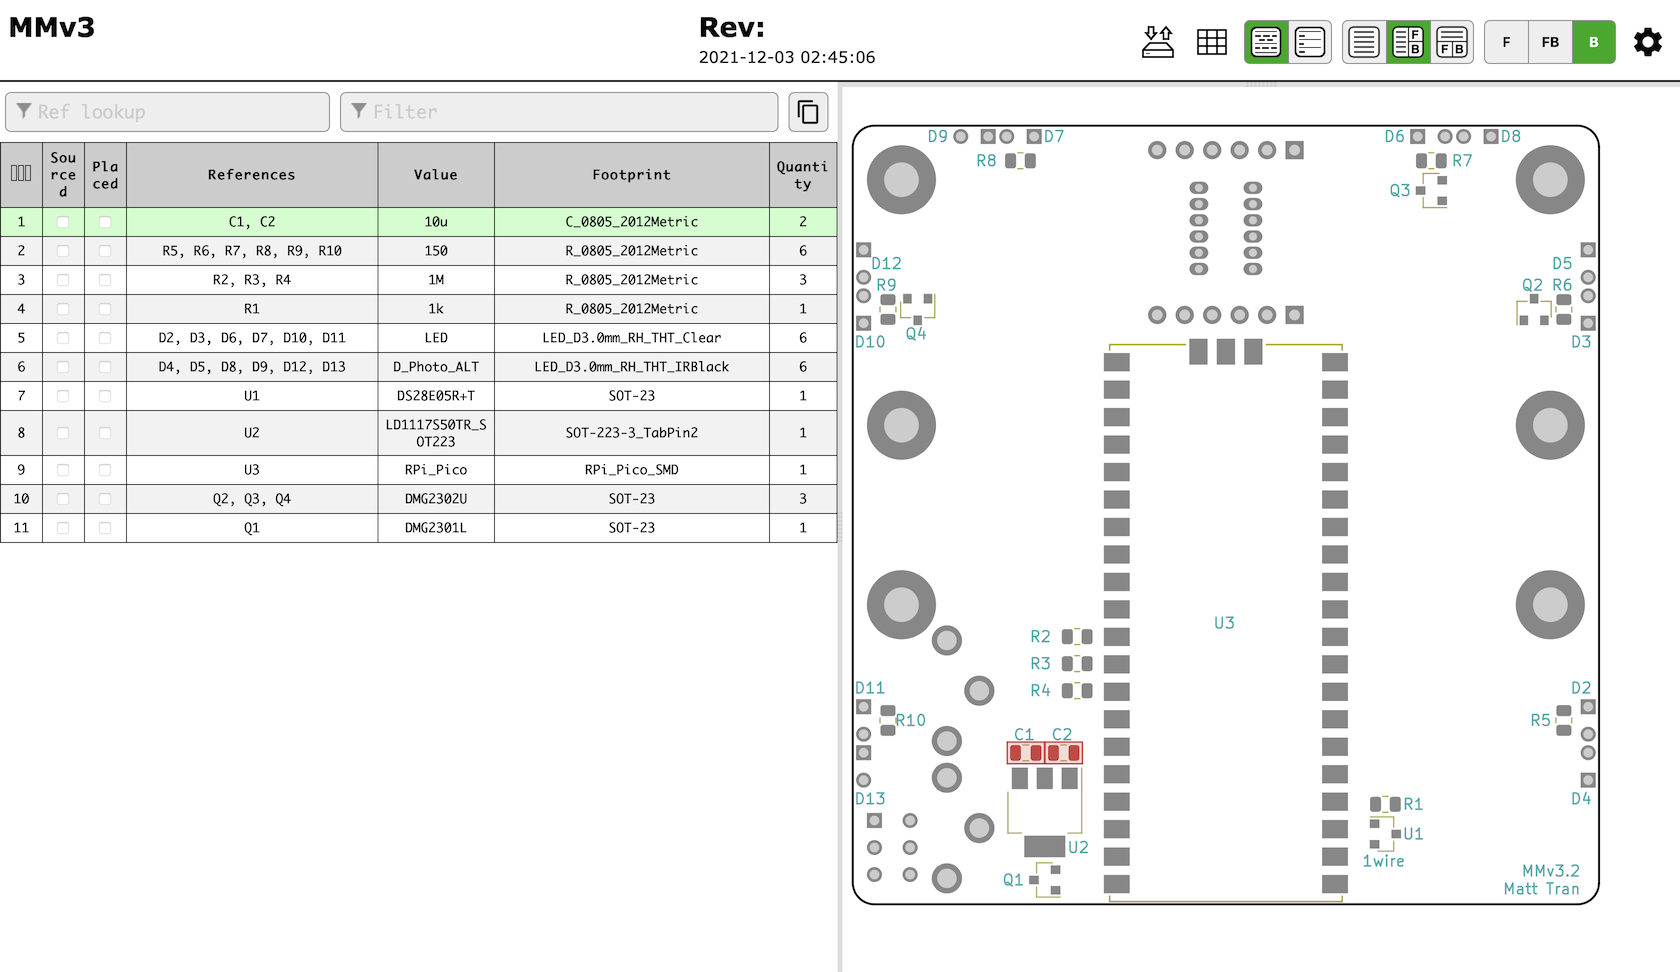 MMv3
Rev:
2021-12-03 02:45:06
F FB B
F
B
F B
Ref lookup
Filter
Sourced Placed References Value Footprint Quantity
1 C1, C2 10u C_0805_2012Metric 2
2 R5, R6, R7, R8, R9, R10 150 R_0805_2012Metric 6
3 R2, R3, R4 1M R_0805_2012Metric 3
4 R1 1k R_0805_2012Metric 1
5 D2, D3, D6, D7, D10, D11 LED LED_D3.0mm_RH_THT_Clear 6
6 D4, D5, D8, D9, D12, D13 D_Photo_ALT LED_D3.0mm_RH_THT_IRBlack 6
7 U1 DS28E05R+T SOT-23 1
8 U2 LD1117S50TR_SOT223 SOT-223-3_TabPin2 1
9 U3 RPi_Pico RPi_Pico_SMD 1
10 Q2, Q3, Q4 DMG2302U SOT-23 3
11 Q1 DMG2301L SOT-23 1
D9 D7 D6 D8
R8 R7
Q3
D12 D5
R9 Q2 R6
Q4
D10 D3
U3
R2
R3
R4
D11 D2
R10 R5
C1 C2
D13 D4
R1
U1
U2
1wire
Q1
MMv3.2
Matt Tran